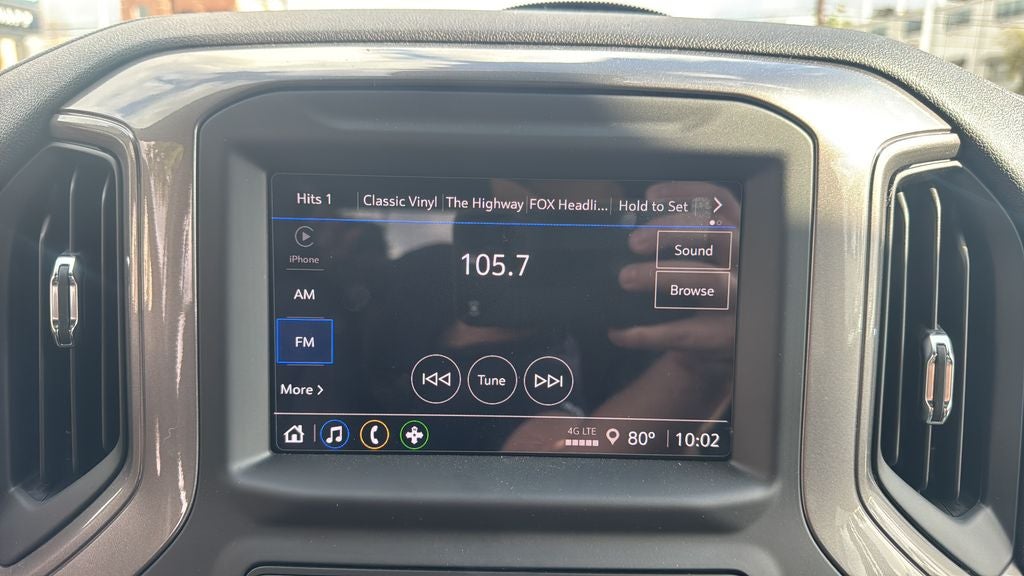 Hits 1 Classic Vinyl The Highway FOX Headli... Hold to Set
iPhone
Sound
105.7
Browse
AM
FM
Tune
More
4G LTE
80° 10:02